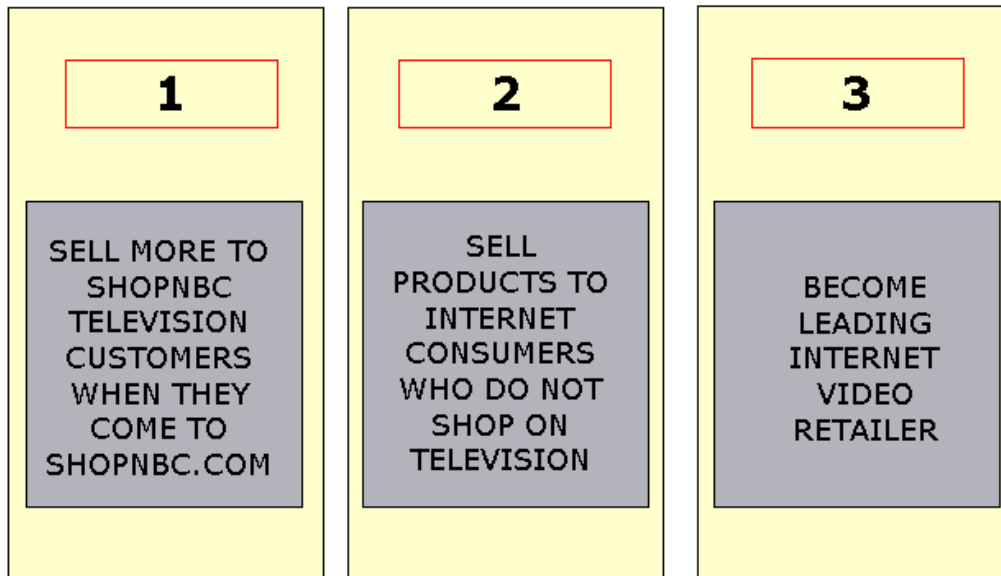 1
SELL MORE TO
SHOPNBC
TELEVISION
CUSTOMERS
WHEN THEY
COME TO
SHOPNBC.COM
2
SELL
PRODUCTS TO
INTERNET
CONSUMERS
WHO DO NOT
SHOP ON
TELEVISION
3
BECOME
LEADING
INTERNET
VIDEO
RETAILER